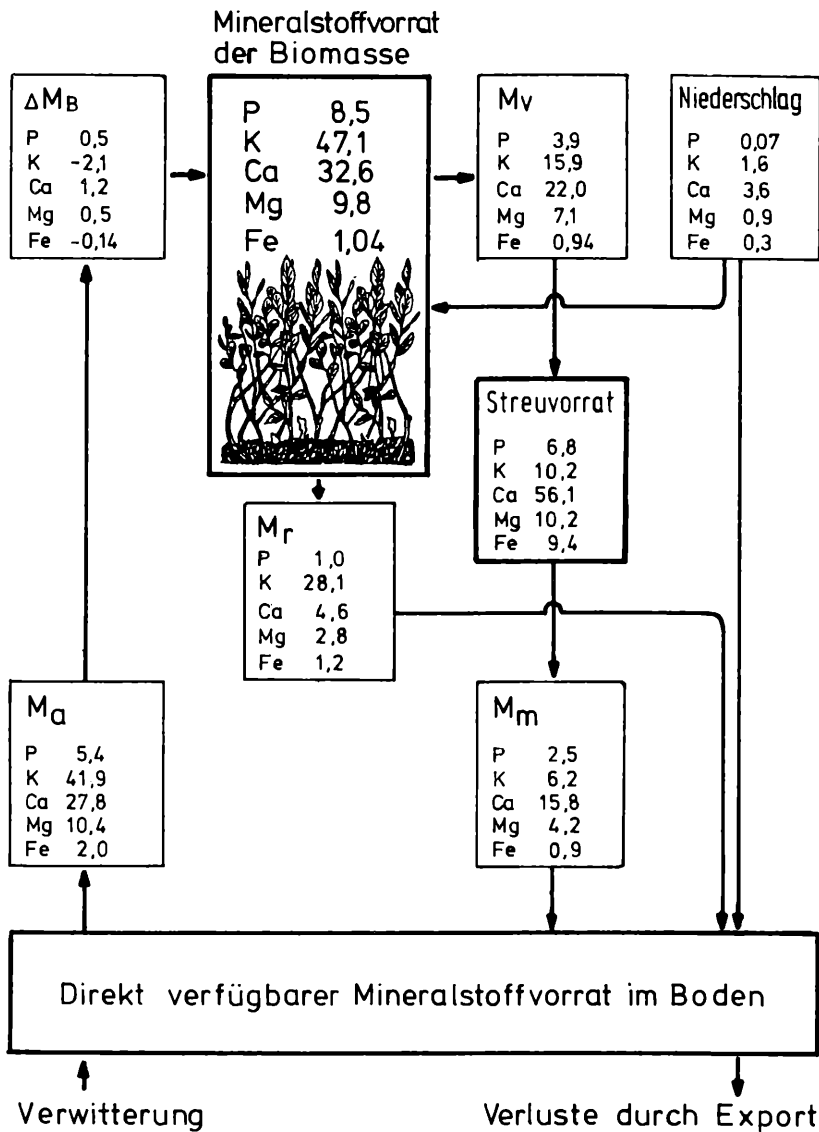 Mineralstoffvorrat
der Biomasse
ΔMB
P 0,5
K -2,1
Ca 1,2
Mg 0,5
Fe -0,14
P 8,5
K 47,1
Ca 32,6
Mg 9,8
Fe 1,04
Mv
P 3,9
K 15,9
Ca 22,0
Mg 7,1
Fe 0,94
Niederschlag
P 0,07
K 1,6
Ca 3,6
Mg 0,9
Fe 0,3
Streuvorrat
P 6,8
K 10,2
Ca 56,1
Mg 10,2
Fe 9,4
Mr
P 1,0
K 28,1
Ca 4,6
Mg 2,8
Fe 1,2
Ma
P 5,4
K 41,9
Ca 27,8
Mg 10,4
Fe 2,0
Mm
P 2,5
K 6,2
Ca 15,8
Mg 4,2
Fe 0,9
Direkt verfügbarer Mineralstoffvorrat im Boden
Verwitterung
Verluste durch Export